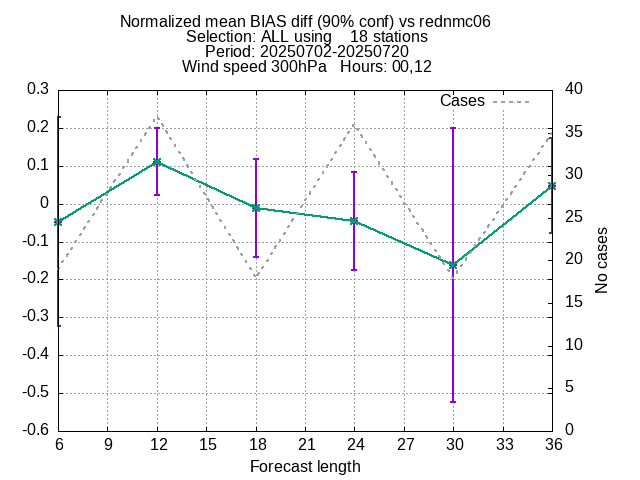 Normalized mean BIAS diff (90% conf) vs rednmc06
Selection: ALL using    18 stations
Period: 20250702-20250720
Wind speed 300hPa   Hours: 00,12
Cases
0.3
0.2
0.1
0
-0.1
-0.2
-0.3
-0.4
-0.5
-0.6
40
35
30
25
20
15
10
5
0
No cases
6 9 12 15 18 21 24 27 30 33 36
Forecast length